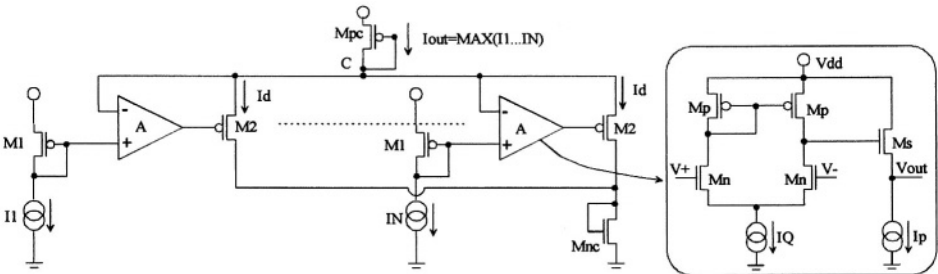 Mpc
Iout=MAX(I1...IN)
C
Id
Id
Vdd
-
A
+
M2
-
A
+
M2
M1
M1
I1
IN
Mnc
Mp
Mp
Ms
V+
Mn
Mn
V-
Vout
IQ
Ip